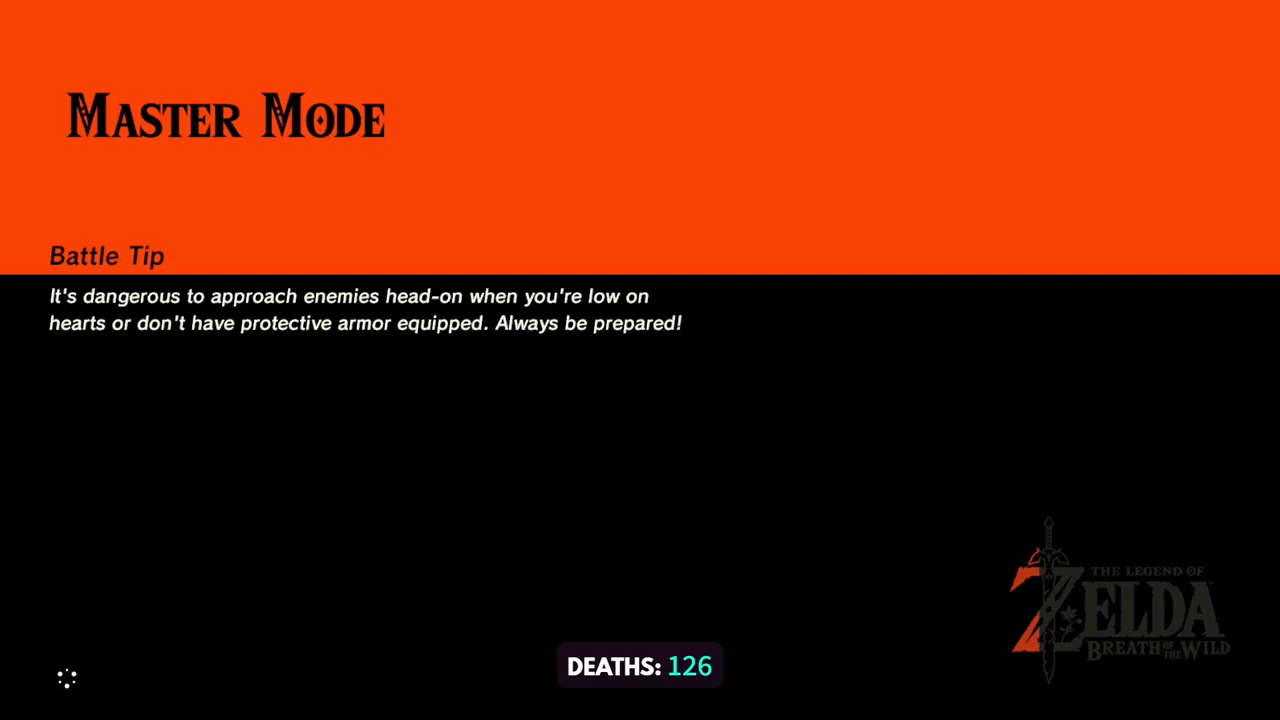 Master Mode
Battle Tip
It's dangerous to approach enemies head-on when you're low on
hearts or don't have protective armor equipped. Always be prepared!
THE LEGEND OF
ZELDA
BREATH OF THE WILD
DEATHS: 126